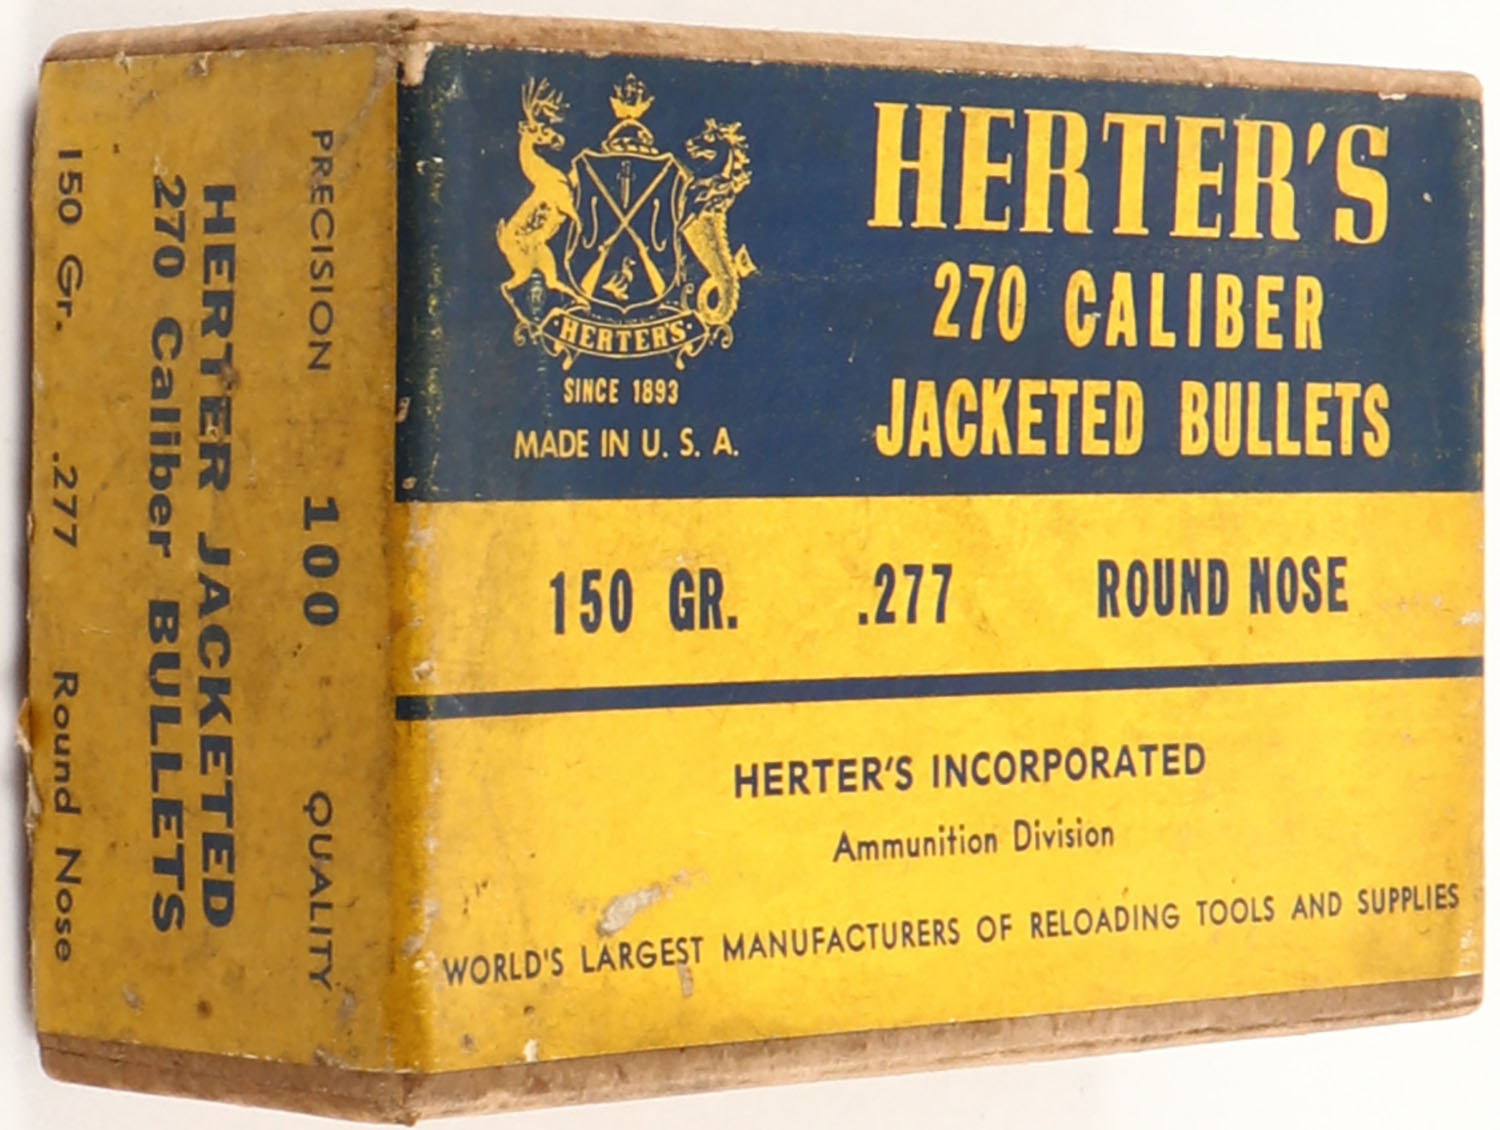 HERTER'S
270 CALIBER
JACKETED BULLETS
HERTER'S
SINCE 1893
MADE IN U. S. A.
150 GR. .277 ROUND NOSE
HERTER'S INCORPORATED
Ammunition Division
WORLD'S LARGEST MANUFACTURERS OF RELOADING TOOLS AND SUPPLIES
PRECISION 100 QUALITY
HERTER JACKETED
270 Caliber BULLETS
150 Gr. .277 Round Nose